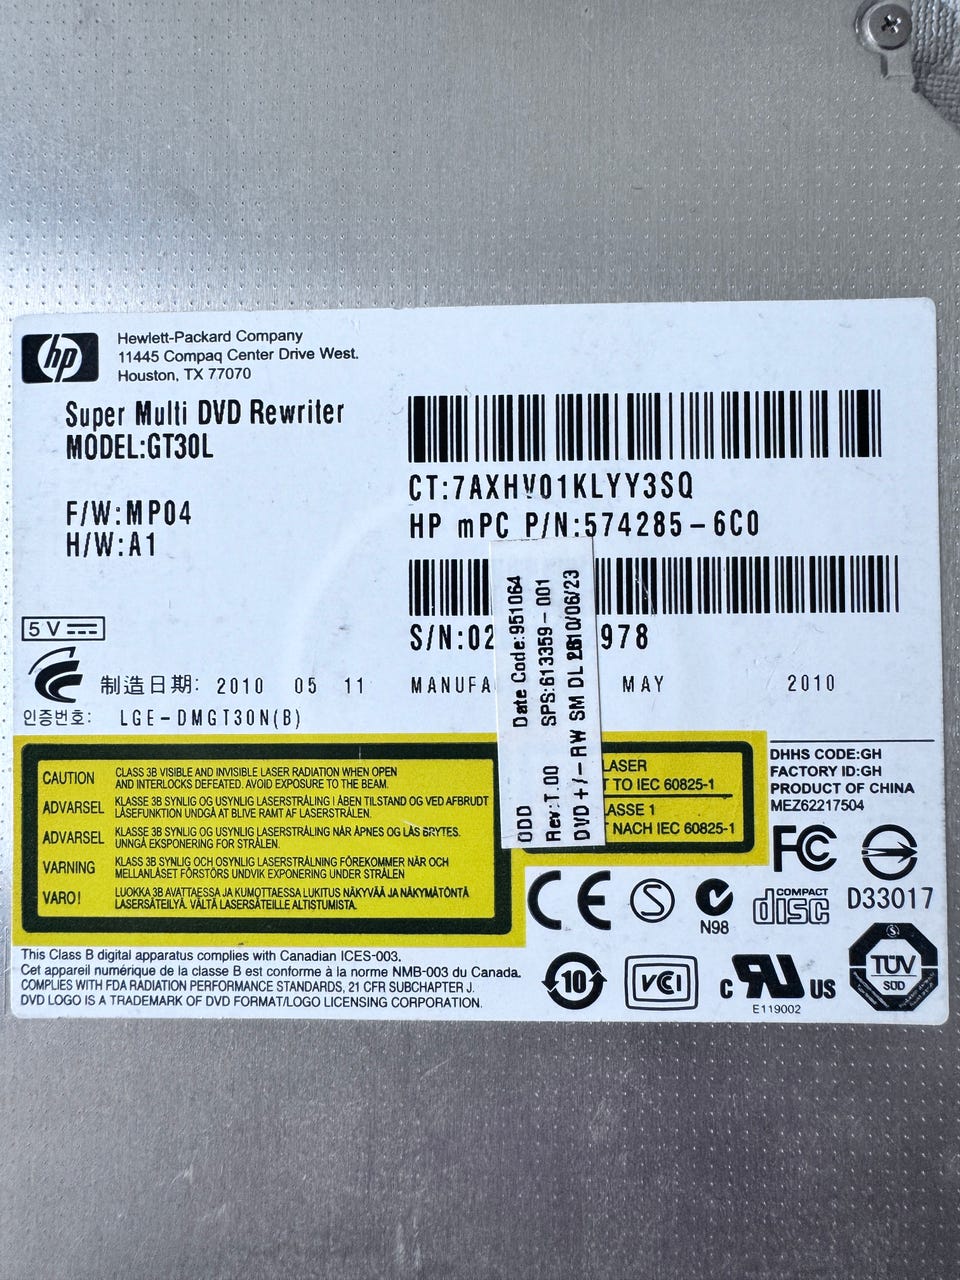 hp
Hewlett-Packard Company
11445 Compaq Center Drive West.
Houston, TX 77070
Super Multi DVD Rewriter
MODEL:GT30L
F/W:MP04
H/W:A1
CT:7AXHV01KLYY3SQ
HP mPC P/N:574285-6C0
S/N:02
978
5 V
制造日期: 2010 05 11
MANUFA
MAY 2010
인증번호: LGE-DMGT30N(B)
ODD Date Code:951064
Rev:T.00 SPS:613359-001
DVD+/-RW SM DL
10/06/23
CAUTION CLASS 3B VISIBLE AND INVISIBLE LASER RADIATION WHEN OPEN
AND INTERLOCKS DEFEATED. AVOID EXPOSURE TO THE BEAM.
ADVARSEL KLASSE 3B SYNLIG OG USYNLIG LASERSTRÅLING I ÅBEN TILSTAND OG VED AFBRUDT
LÅSEFUNKTION UNDGÅ AT BLIVE RAMT AF LASERSTRÅLEN.
ADVARSEL KLASSE 3B SYNLIG OG USYNLIG LASERSTRÅLING NÅR ÅPNES OG LÅS BRYTES.
UNNGÅ EKSPONERING FOR STRÅLEN.
VARNING KLASS 3B SYNLIG OCH OSYNLIG LASERSTRÅLNING FÖREKOMMER NÄR OCH
MELLANLÅSET FÖRSTÖRS UNDVIK EXPONERING UNDER STRÅLEN
VARO! LUOKKA 3B AVATTAESSA JA KUMOTTAESSA LUKITUS NÄKYVÄÄ JA NÄKYMÄTÖNTÄ
LASERSÄTEILYÄ. VÄLTÄ LASERSÄTEILLE ALTISTUMISTA.
LASER
T TO IEC 60825-1
LASSE 1
T NACH IEC 60825-1
DHHS CODE:GH
FACTORY ID:GH
PRODUCT OF CHINA
MEZ62217504
FC
CE
S
N98
COMPACT
disc
D33017
10
VCI
c RU US
E119002
TÜV
SÜD
This Class B digital apparatus complies with Canadian ICES-003.
Cet appareil numérique de la classe B est conforme à la norme NMB-003 du Canada.
COMPLIES WITH FDA RADIATION PERFORMANCE STANDARDS, 21 CFR SUBCHAPTER J.
DVD LOGO IS A TRADEMARK OF DVD FORMAT/LOGO LICENSING CORPORATION.